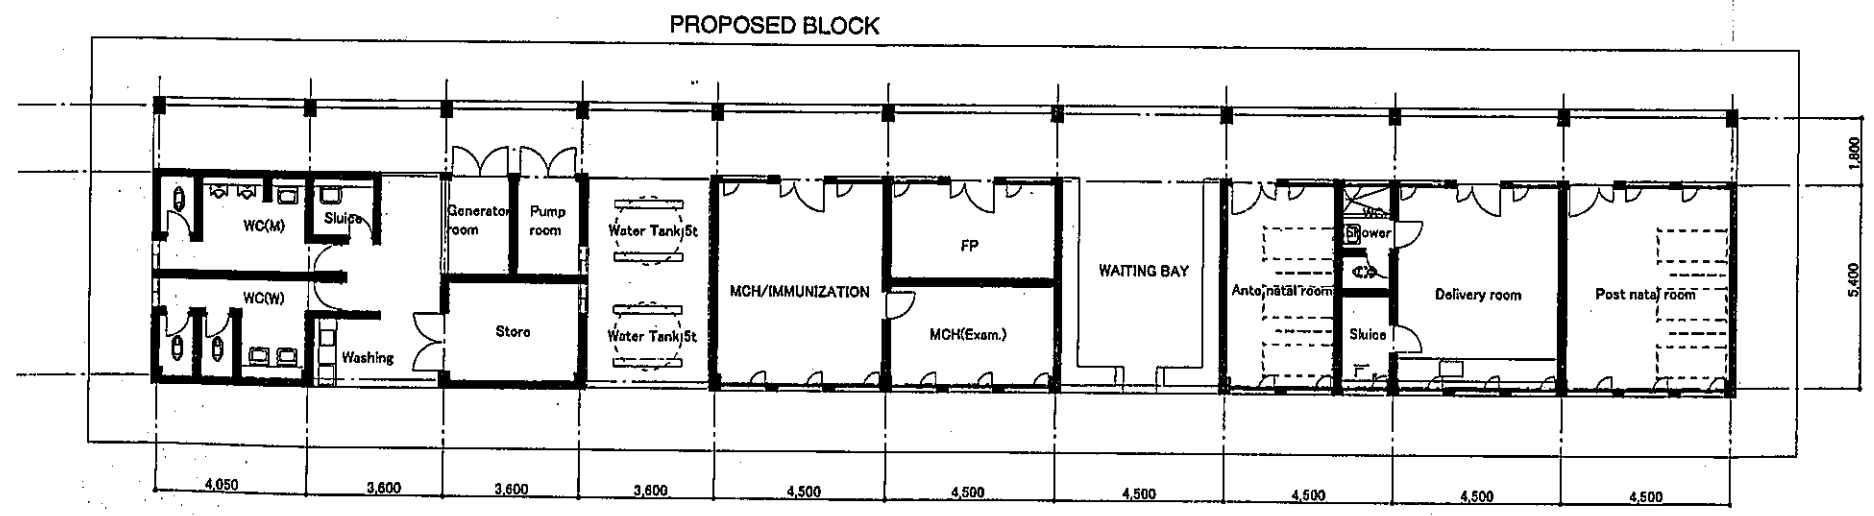 PROPOSED BLOCK
1,800
5,400
WC(M)
Sluice
Generator
room
Pump
room
Water Tank 5t
FP
WAITING BAY
WC
Shower
MCH/IMMUNIZATION
Ante natal room
Delivery room
Post natal room
WC(W)
Washing
Store
Water Tank 5t
MCH(Exam.)
Sluice
4,050
3,600
3,600
3,600
4,500
4,500
4,500
4,500
4,500
4,500